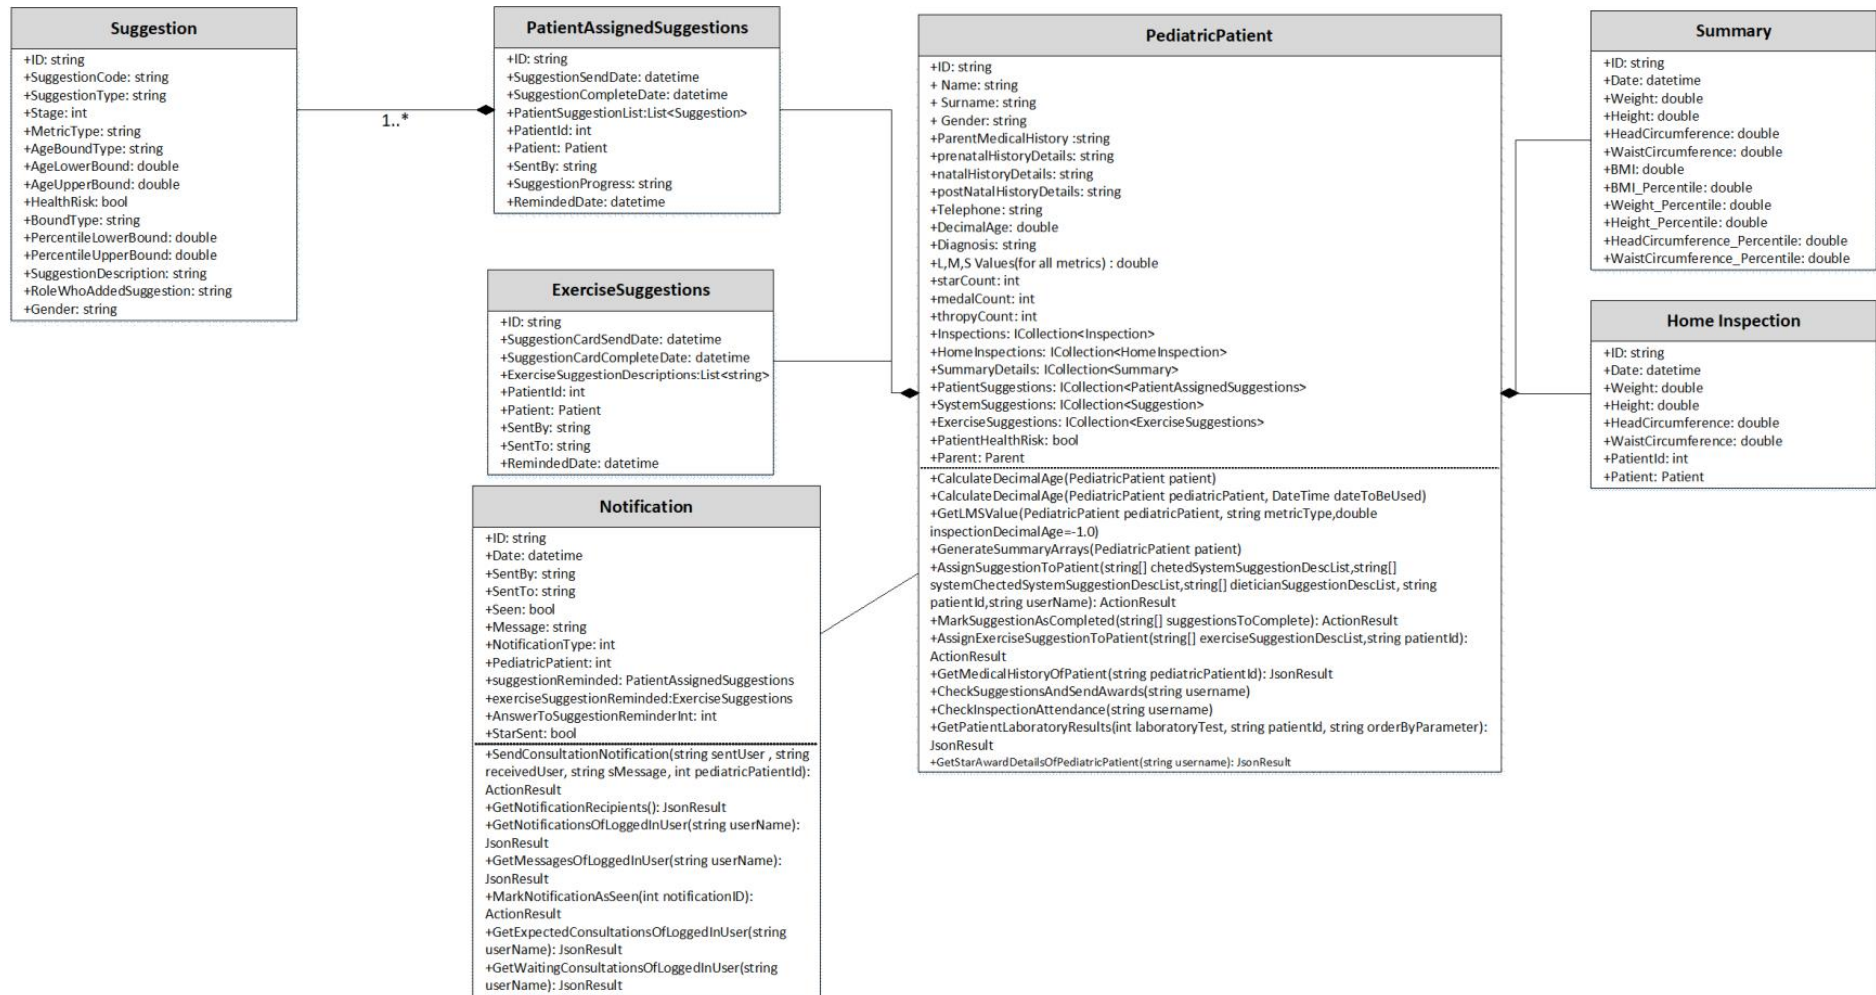 Suggestion
+ID: string
+SuggestionCode: string
+SuggestionType: string
+Stage: int
+MetricType: string
+AgeBoundType: string
+AgeLowerBound: double
+AgeUpperBound: double
+HealthRisk: bool
+BoundType: string
+PercentileLowerBound: double
+PercentileUpperBound: double
+SuggestionDescription: string
+RoleWhoAddedSuggestion: string
+Gender: string
1..*
PatientAssignedSuggestions
+ID: string
+SuggestionSendDate: datetime
+SuggestionCompleteDate: datetime
+PatientSuggestionList:List<Suggestion>
+PatientId: int
+Patient: Patient
+SentBy: string
+SuggestionProgress: string
+RemindedDate: datetime
ExerciseSuggestions
+ID: string
+SuggestionCardSendDate: datetime
+SuggestionCardCompleteDate: datetime
+ExerciseSuggestionDescriptions:List<string>
+PatientId: int
+Patient: Patient
+SentBy: string
+SentTo: string
+RemindedDate: datetime
Notification
+ID: string
+Date: datetime
+SentBy: string
+SentTo: string
+Seen: bool
+Message: string
+NotificationType: int
+PediatricPatient: int
+suggestionReminded: PatientAssignedSuggestions
+exerciseSuggestionReminded:ExerciseSuggestions
+AnswerToSuggestionReminderInt: int
+StarSent: bool
+SendConsultationNotification(string sentUser , string
receivedUser, string sMessage, int pediatricPatientId):
ActionResult
+GetNotificationRecipients(): JsonResult
+GetNotificationsOfLoggedInUser(string userName):
JsonResult
+GetMessagesOfLoggedInUser(string userName):
JsonResult
+MarkNotificationAsSeen(int notificationID):
ActionResult
+GetExpectedConsultationsOfLoggedInUser(string
userName): JsonResult
+GetWaitingConsultationsOfLoggedInUser(string
userName): JsonResult
PediatricPatient
+ID: string
+ Name: string
+ Surname: string
+ Gender: string
+ParentMedicalHistory :string
+prenatalHistoryDetails: string
+natalHistoryDetails: string
+postNatalHistoryDetails: string
+Telephone: string
+DecimalAge: double
+Diagnosis: string
+L,M,S Values(for all metrics) : double
+starCount: int
+medalCount: int
+thropyCount: int
+Inspections: ICollection<Inspection>
+HomeInspections: ICollection<HomeInspection>
+SummaryDetails: ICollection<Summary>
+PatientSuggestions: ICollection<PatientAssignedSuggestions>
+SystemSuggestions: ICollection<Suggestion>
+ExerciseSuggestions: ICollection<ExerciseSuggestions>
+PatientHealthRisk: bool
+Parent: Parent
+CalculateDecimalAge(PediatricPatient patient)
+CalculateDecimalAge(PediatricPatient pediatricPatient, DateTime dateToBeUsed)
+GetLMSValue(PediatricPatient pediatricPatient, string metricType,double
inspectionDecimalAge=-1.0)
+GenerateSummaryArrays(PediatricPatient patient)
+AssignSuggestionToPatient(string[] chetedSystemSuggestionDescList,string[]
systemChectedSystemSuggestionDescList,string[] dieticianSuggestionDescList, string
patientId,string userName): ActionResult
+MarkSuggestionAsCompleted(string[] suggestionsToComplete): ActionResult
+AssignExerciseSuggestionToPatient(string[] exerciseSuggestionDescList,string patientId):
ActionResult
+GetMedicalHistoryOfPatient(string pediatricPatientId): JsonResult
+CheckSuggestionsAndSendAwards(string username)
+CheckInspectionAttendance(string username)
+GetPatientLaboratoryResults(int laboratoryTest, string patientId, string orderByParameter):
JsonResult
+GetStarAwardDetailsOfPediatricPatient(string username): JsonResult
Summary
+ID: string
+Date: datetime
+Weight: double
+Height: double
+HeadCircumference: double
+WaistCircumference: double
+BMI: double
+BMI_Percentile: double
+Weight_Percentile: double
+Height_Percentile: double
+HeadCircumference_Percentile: double
+WaistCircumference_Percentile: double
Home Inspection
+ID: string
+Date: datetime
+Weight: double
+Height: double
+HeadCircumference: double
+WaistCircumference: double
+PatientId: int
+Patient: Patient